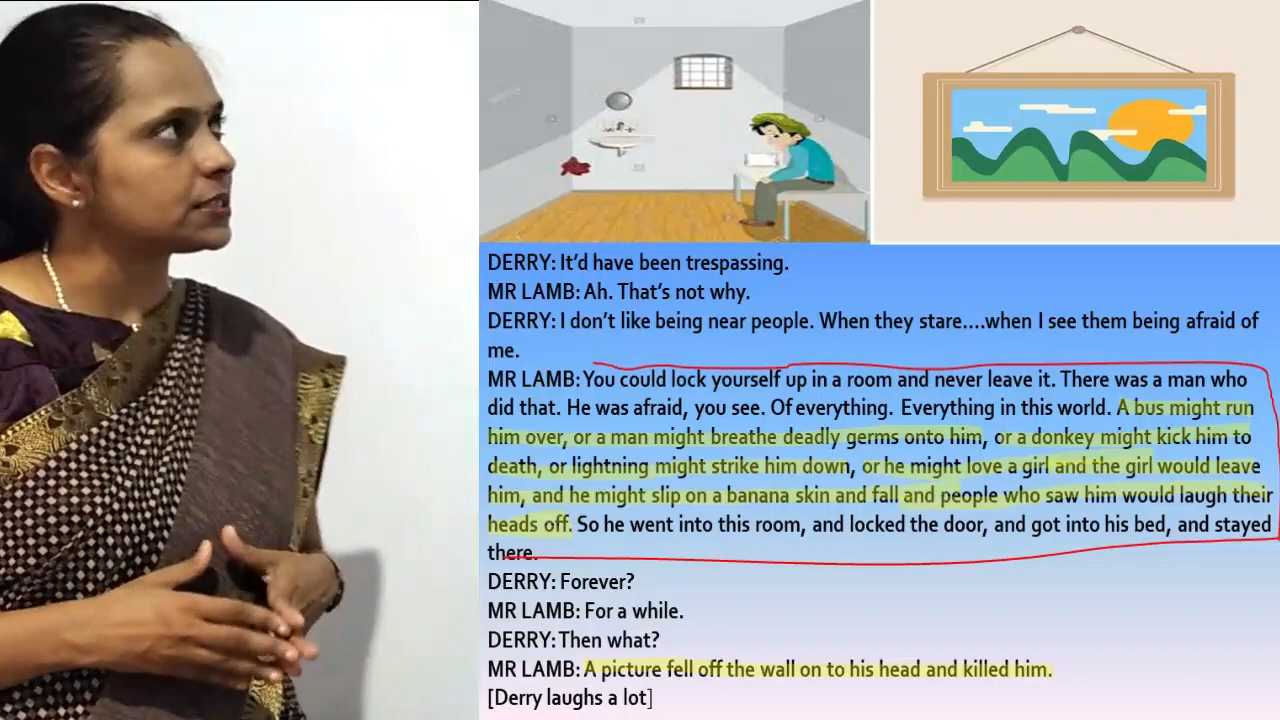 DERRY: It'd have been trespassing.
MR LAMB: Ah. That's not why.
DERRY: I don't like being near people. When they stare....when I see them being afraid of
me.
MR LAMB: You could lock yourself up in a room and never leave it. There was a man who
did that. He was afraid, you see. Of everything. Everything in this world. A bus might run
him over, or a man might breathe deadly germs onto him, or a donkey might kick him to
death, or lightning might strike him down, or he might love a girl and the girl would leave
him, and he might slip on a banana skin and fall and people who saw him would laugh their
heads off. So he went into this room, and locked the door, and got into his bed, and stayed
there.
DERRY: Forever?
MR LAMB: For a while.
DERRY: Then what?
MR LAMB: A picture fell off the wall on to his head and killed him.
[Derry laughs a lot]